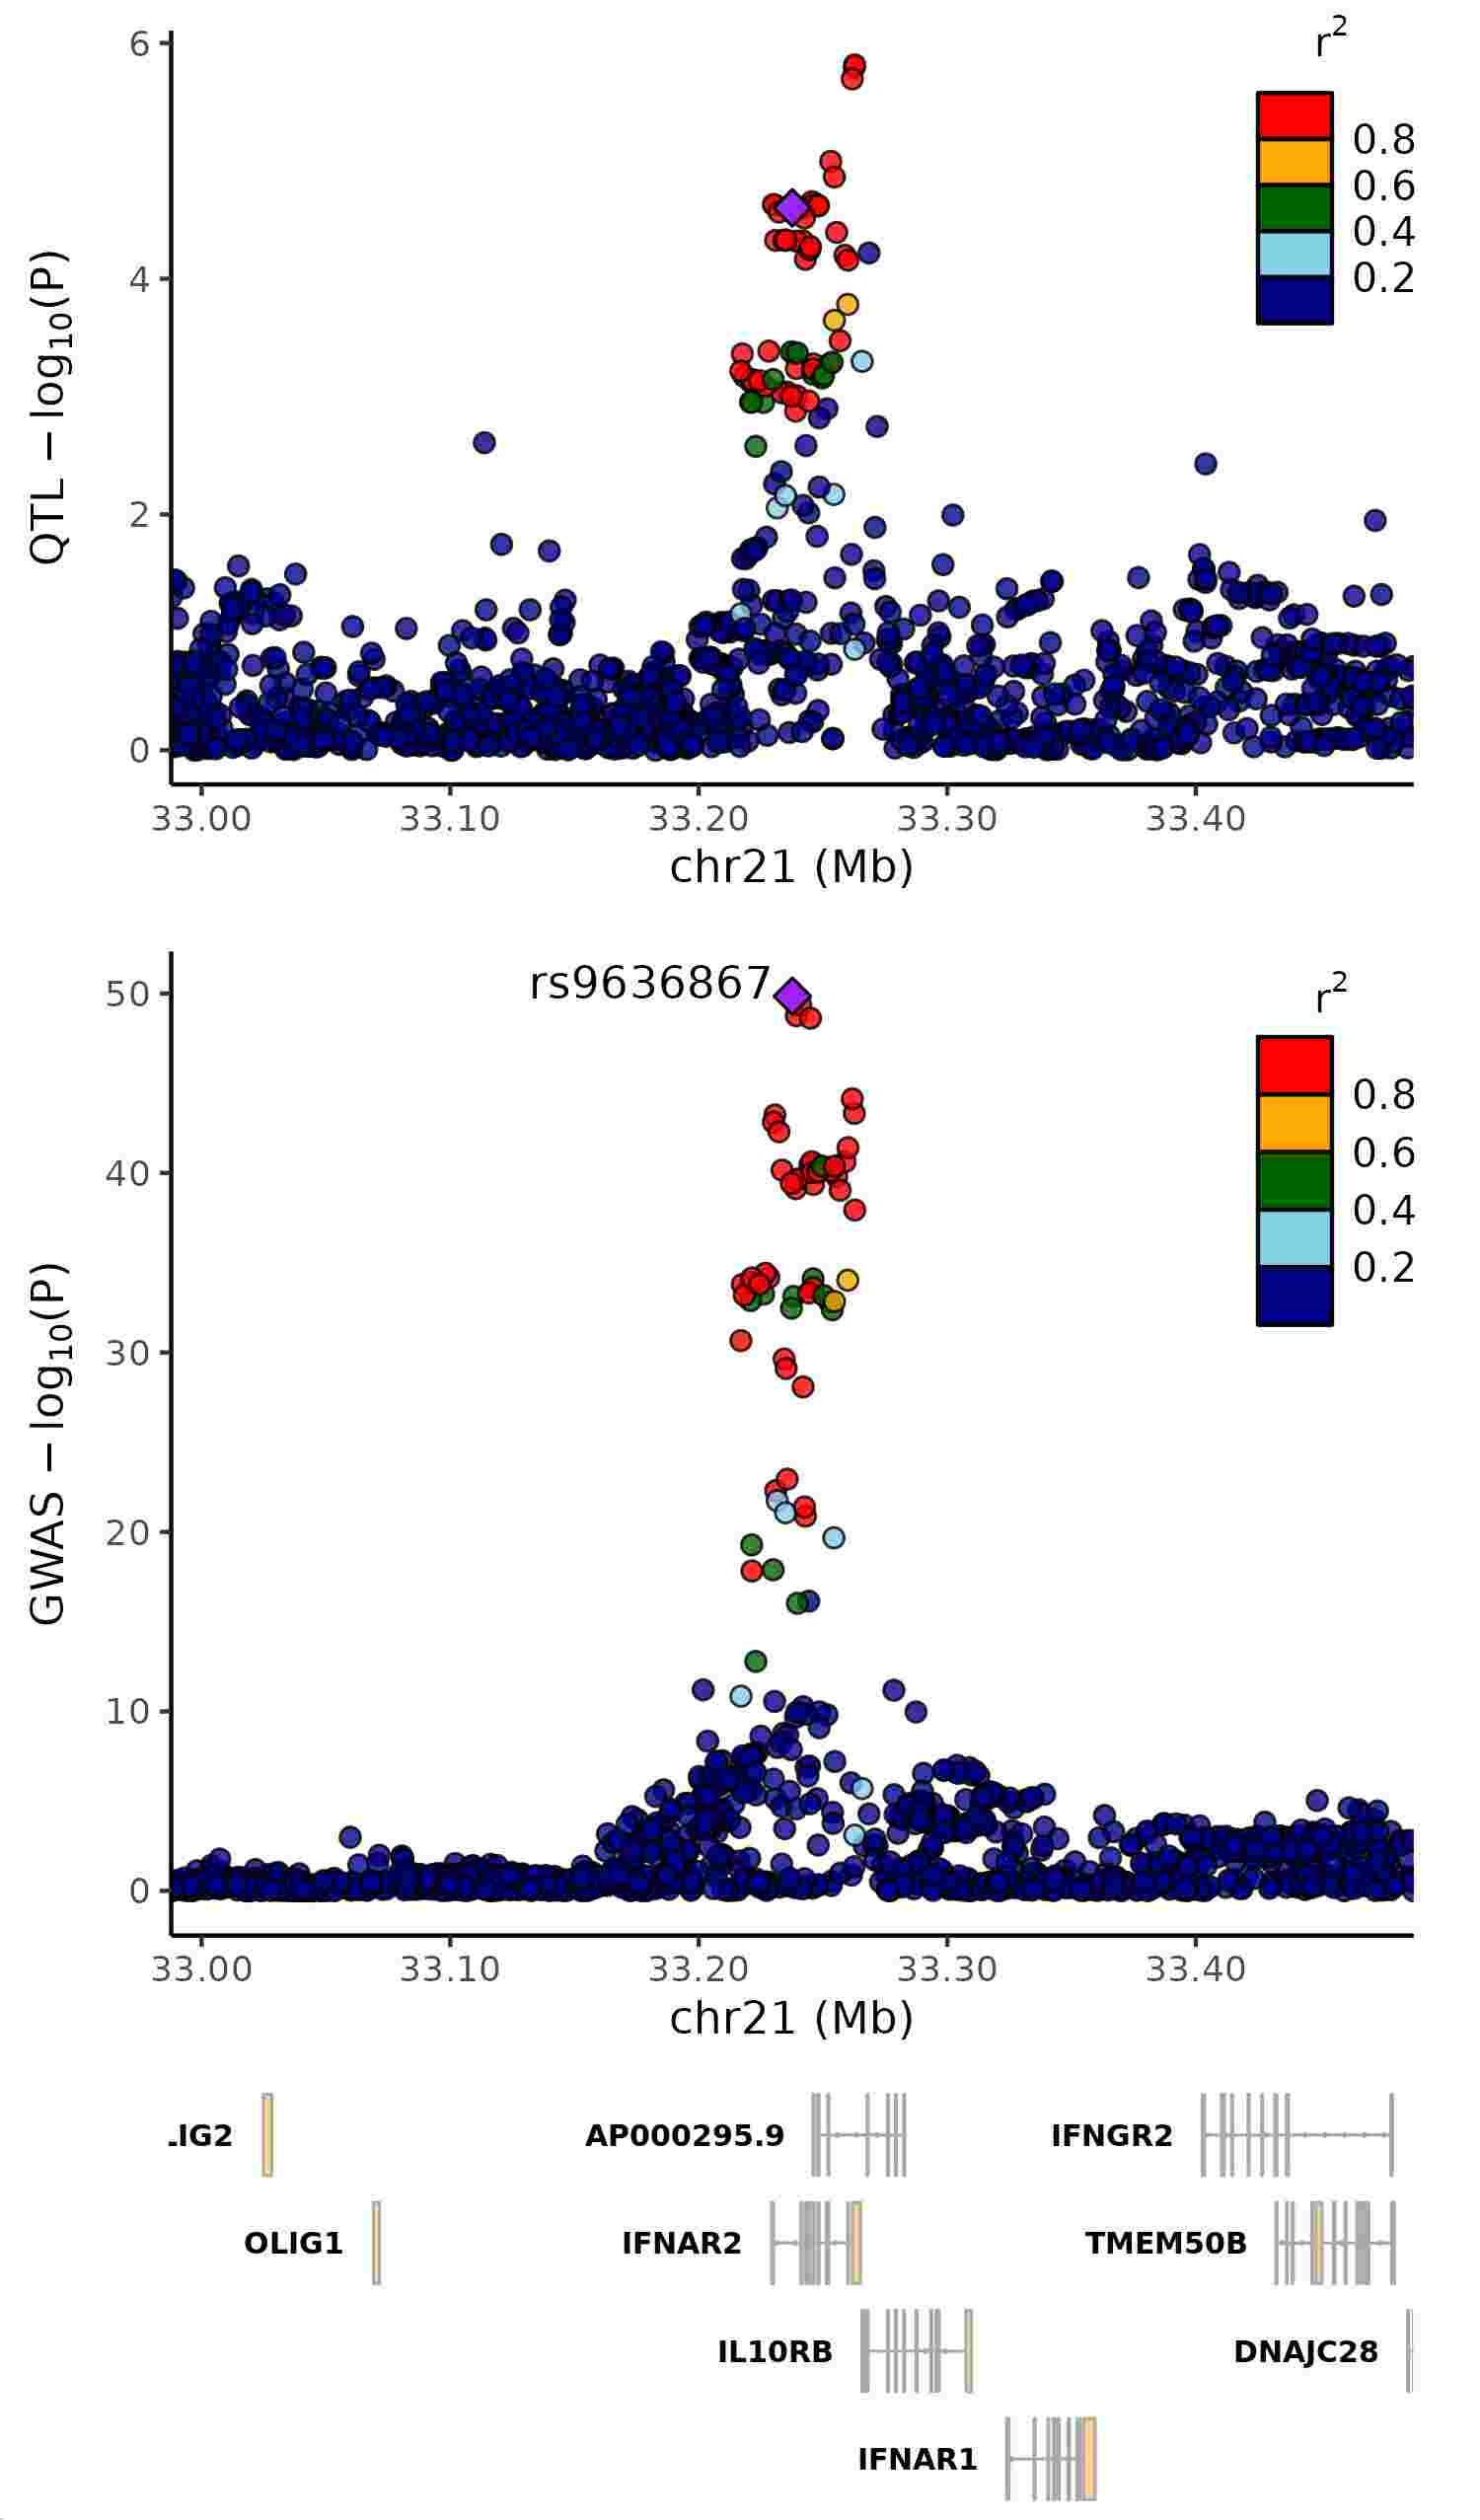 r2
6
4
2
0
0.8
0.6
0.4
0.2
QTL − log10(P)
33.00 33.10 33.20 33.30 33.40
chr21 (Mb)
rs9636867
r2
50
40
30
20
10
0
0.8
0.6
0.4
0.2
GWAS − log10(P)
33.00 33.10 33.20 33.30 33.40
chr21 (Mb)
LIG2 AP000295.9 IFNGR2
OLIG1 IFNAR2 TMEM50B
IL10RB DNAJC28
IFNAR1